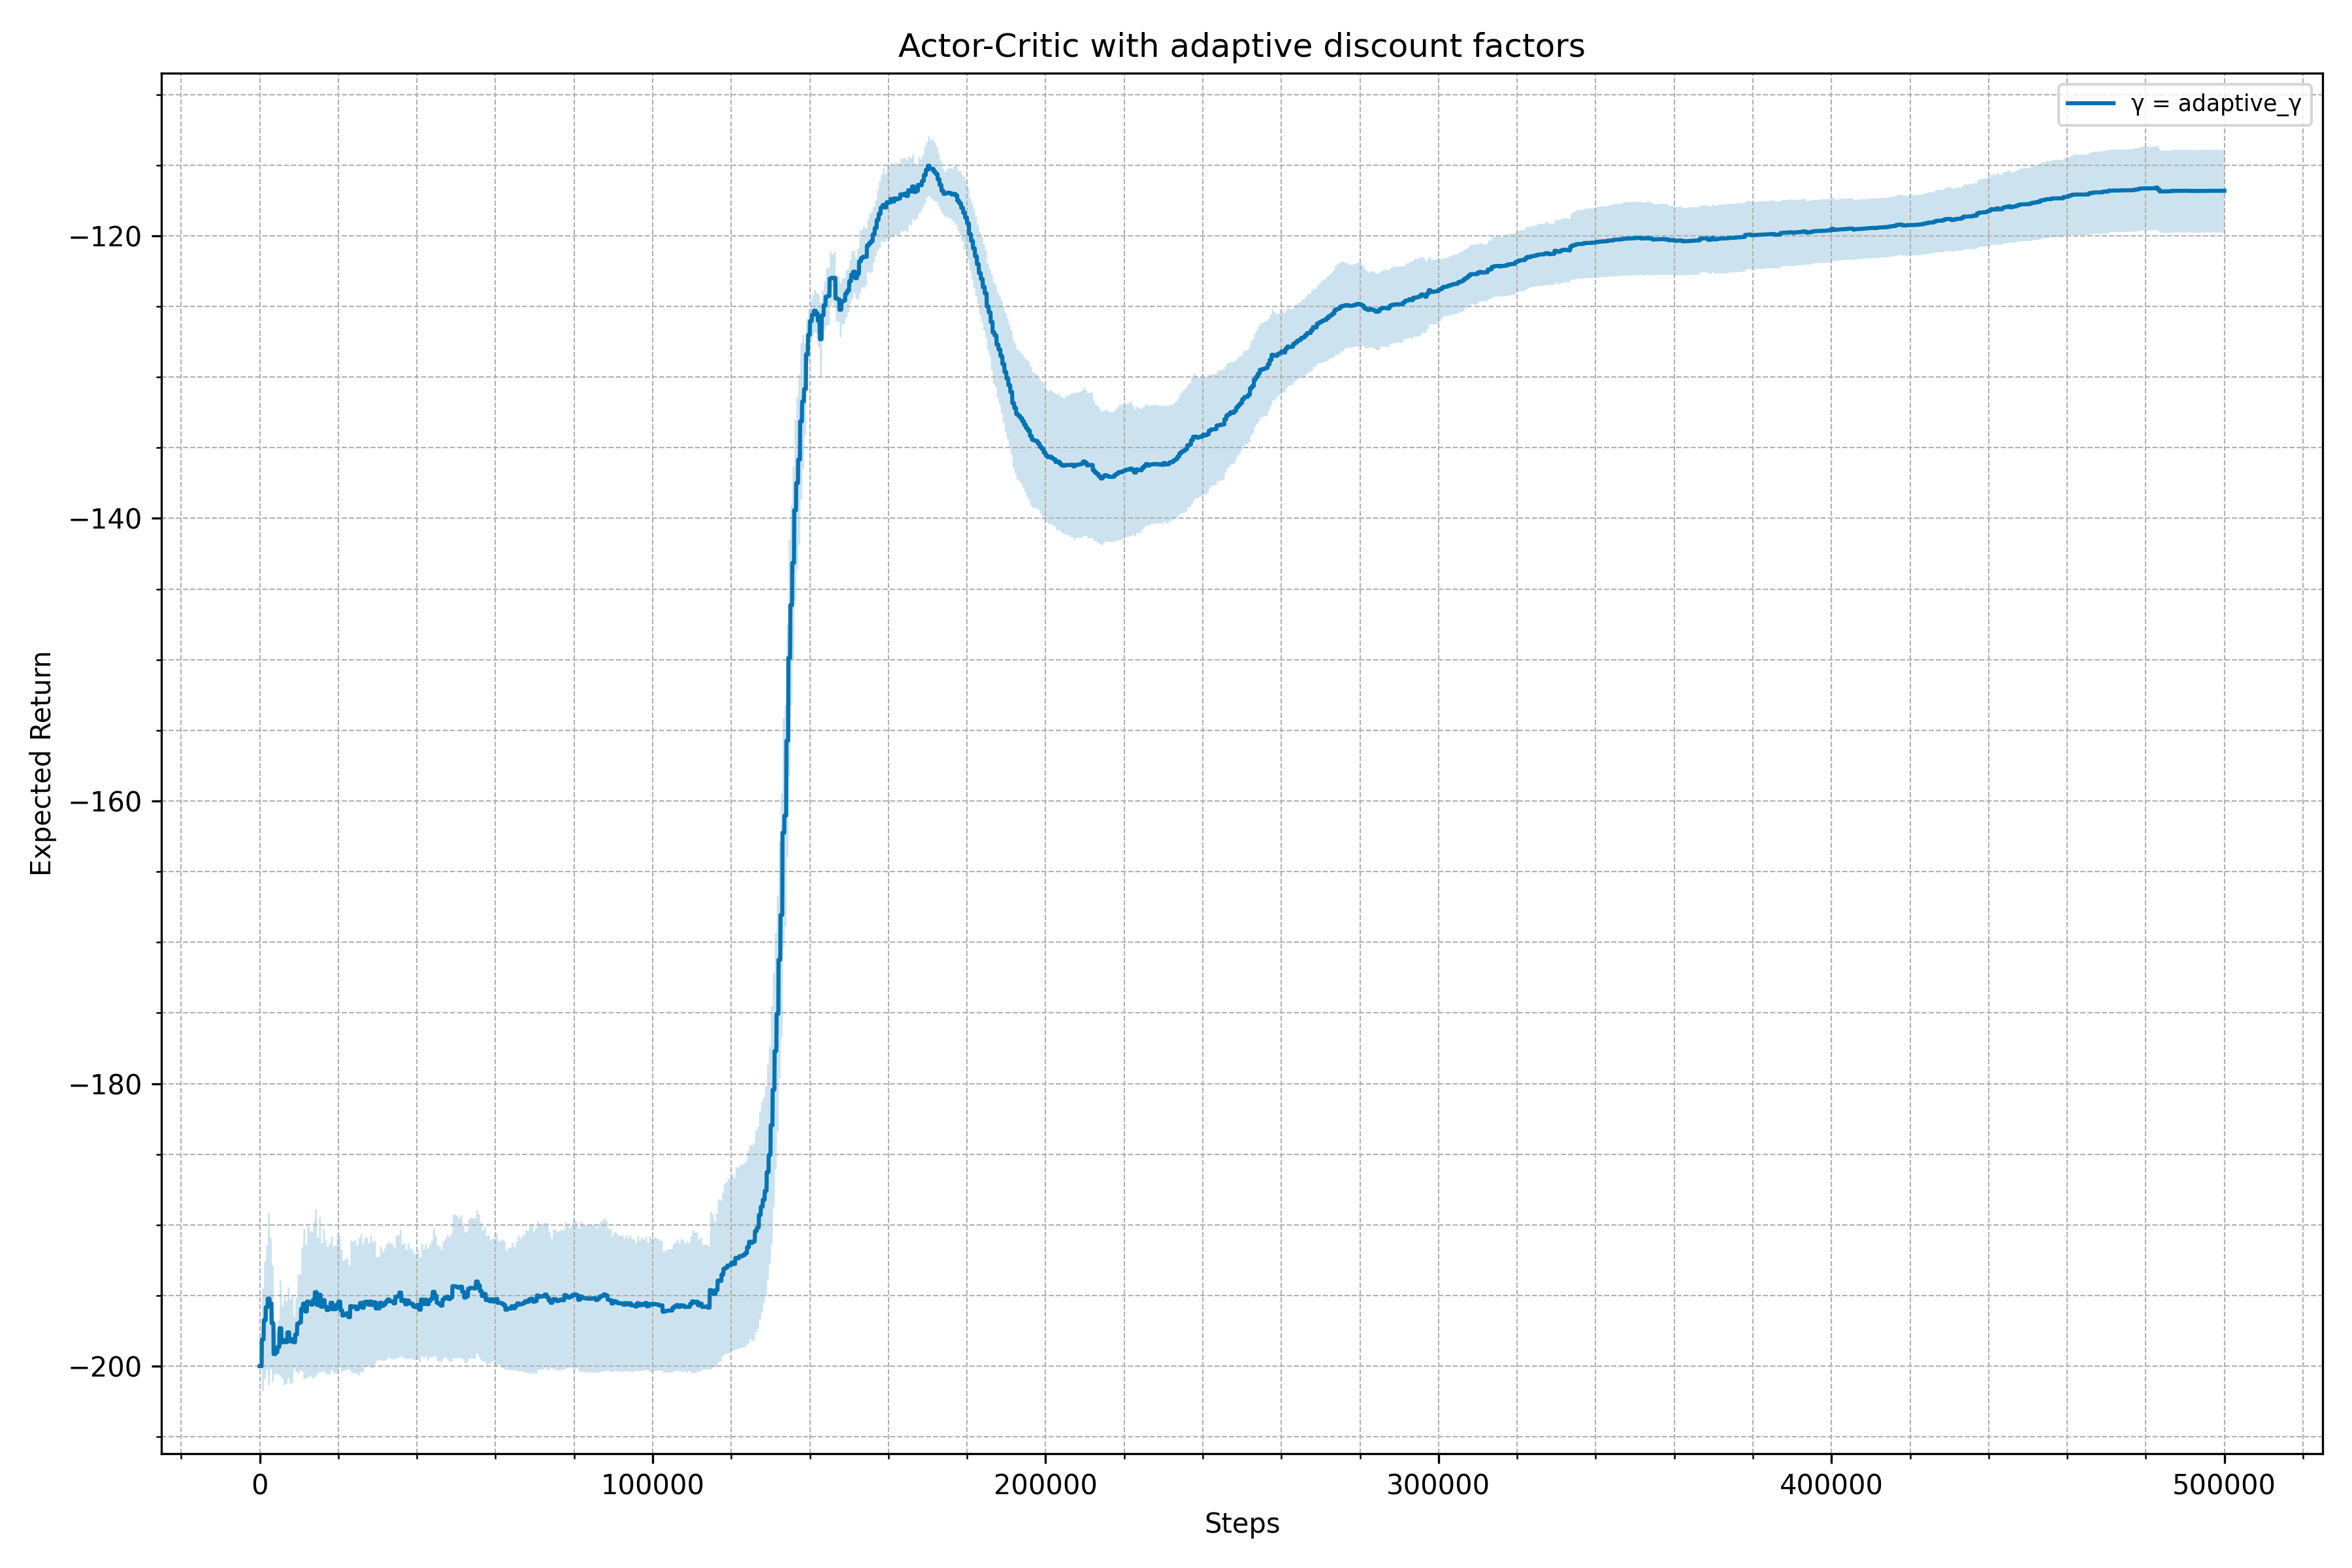 Actor-Critic with adaptive discount factors
γ = adaptive_γ
Expected Return
−120
−140
−160
−180
−200
0 100000 200000 300000 400000 500000
Steps